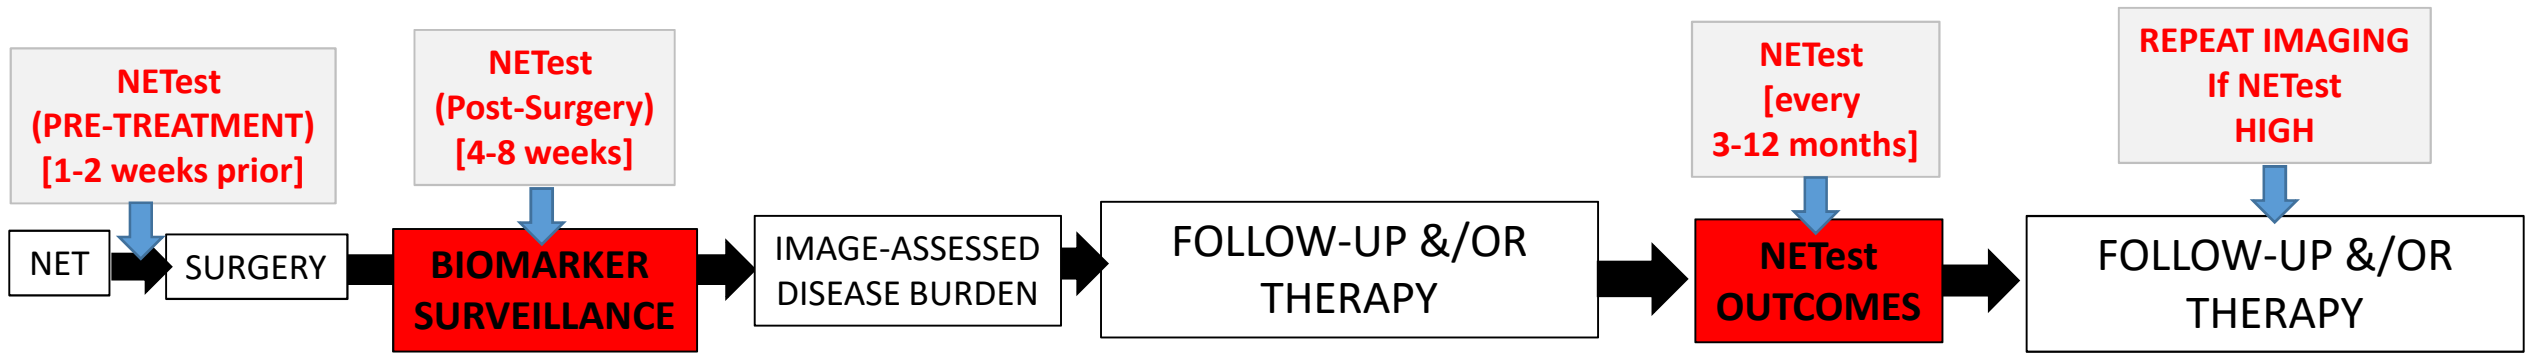 NETest
(PRE-TREATMENT)
[1-2 weeks prior]
NETest
(Post-Surgery)
[4-8 weeks]
NETest
[every
3-12 months]
REPEAT IMAGING
If NETest
HIGH
NET
SURGERY
BIOMARKER
SURVEILLANCE
IMAGE-ASSESSED
DISEASE BURDEN
FOLLOW-UP &/OR
THERAPY
NETest
OUTCOMES
FOLLOW-UP &/OR
THERAPY